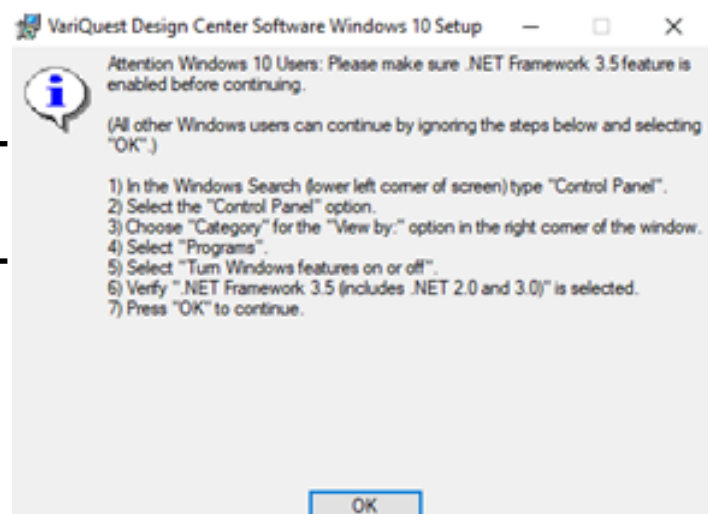 VariQuest Design Center Software Windows 10 Setup
Attention Windows 10 Users: Please make sure .NET Framework 3.5 feature is
enabled before continuing.
(All other Windows users can continue by ignoring the steps below and selecting
"OK".)
1) In the Windows Search (lower left corner of screen) type "Control Panel".
2) Select the "Control Panel" option.
3) Choose "Category" for the "View by:" option in the right corner of the window.
4) Select "Programs".
5) Select "Turn Windows features on or off".
6) Verify ".NET Framework 3.5 (includes .NET 2.0 and 3.0)" is selected.
7) Press "OK" to continue.
OK